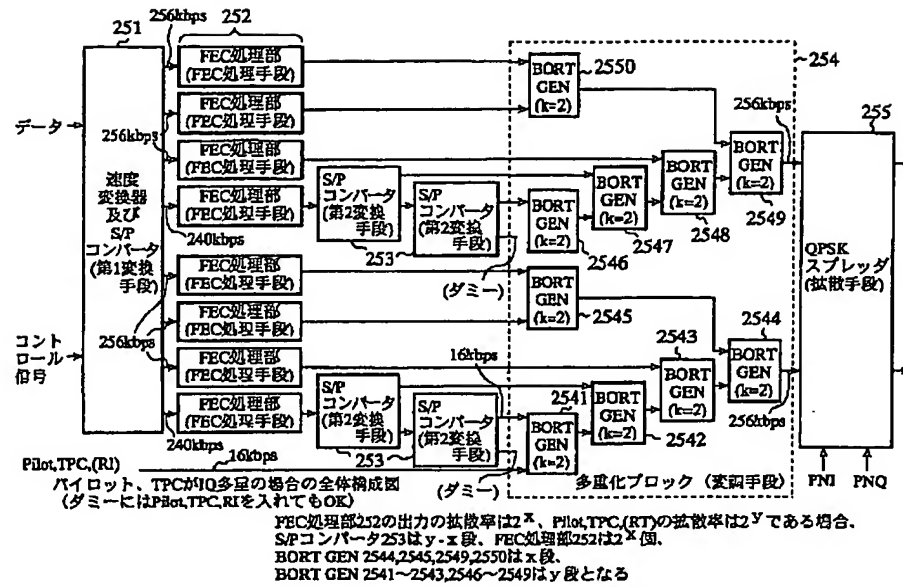 251
256kbps
252
FEC処理部
(FEC処理手段)
FEC処理部
(FEC処理手段)
FEC処理部
(FEC処理手段)
FEC処理部
(FEC処理手段)
FEC処理部
(FEC処理手段)
FEC処理部
(FEC処理手段)
FEC処理部
(FEC処理手段)
FEC処理部
(FEC処理手段)
データ
256kbps
240kbps
256kbps
240kbps
速度
変換器
及び
S/P
コンバータ
(第1変換
手段)
コント
ロール
信号
S/P
コンバータ
(第2変換
手段)
S/P
コンバータ
(第2変換
手段)
253
(ダミー)
S/P
コンバータ
(第2変換
手段)
S/P
コンバータ
(第2変換
手段)
253
(ダミー)
16kbps
BORT
GEN
(k=2)
2550
254
BORT
GEN
(k=2)
2549
BORT
GEN
(k=2)
2548
BORT
GEN
(k=2)
2547
BORT
GEN
(k=2)
2546
BORT
GEN
(k=2)
2545
BORT
GEN
(k=2)
2544
BORT
GEN
(k=2)
2543
BORT
GEN
(k=2)
2542
BORT
GEN
(k=2)
2541
256kbps
256kbps
255
QPSK
スプレッダ
(拡散手段)
PNI
PNQ
多重化ブロック (変調手段)
Pilot,TPC,(RI)
16kbps
パイロット、TPCがIQ多重の場合の全体構成図
(ダミーにはPilot,TPC,RIを入れてもOK)
FEC処理部252の出力の拡散率は2^x、Pilot,TPC,(RT)の拡散率は2^yである場合、
S/Pコンバータ253はy-x段、FEC処理部252は2^x個、
BORT GEN 2544,2545,2549,2550はx段、
BORT GEN 2541~2543,2546~2549はy段となる